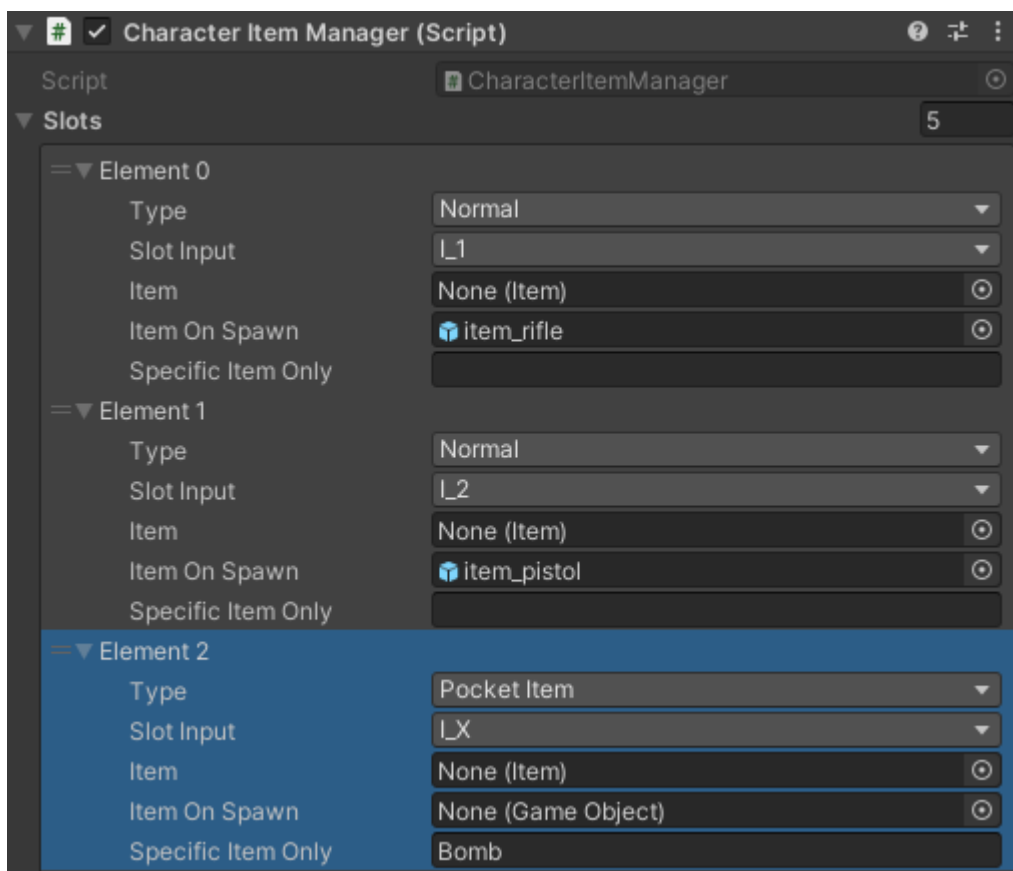 Character Item Manager (Script)
Script CharacterItemManager
Slots 5
Element 0
Type Normal
Slot Input I_1
Item None (Item)
Item On Spawn item_rifle
Specific Item Only
Element 1
Type Normal
Slot Input I_2
Item None (Item)
Item On Spawn item_pistol
Specific Item Only
Element 2
Type Pocket Item
Slot Input I_X
Item None (Item)
Item On Spawn None (Game Object)
Specific Item Only Bomb